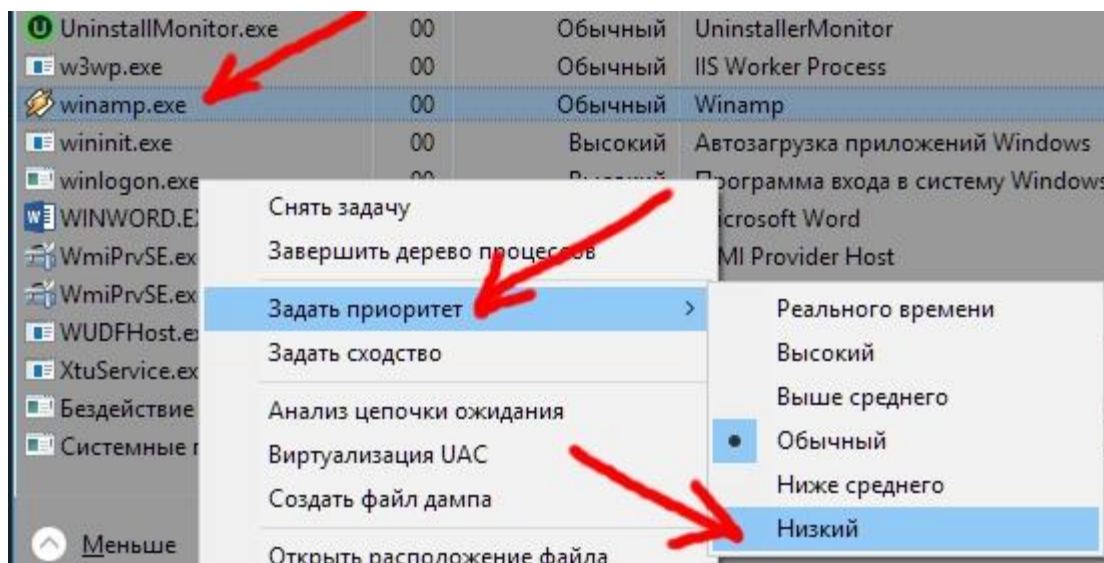 UninstallMonitor.exe 00 Обычный UninstallerMonitor
w3wp.exe 00 Обычный IIS Worker Process
winamp.exe 00 Обычный Winamp
wininit.exe 00 Высокий Автозагрузка приложений Windows
winlogon.exe 00 Программа входа в систему Windows
WINWORD.E icrosoft Word
WmiPrvSE.ex MI Provider Host
WmiPrvSE.ex
WUDFHost.e
XtuService.ex
Бездействие
Системные
Меньше
Снять задачу
Завершить дерево процессов
Задать приоритет
Задать сходство
Анализ цепочки ожидания
Виртуализация UAC
Создать файл дампа
Открыть расположение файла
Реального времени
Высокий
Выше среднего
Обычный
Ниже среднего
Низкий